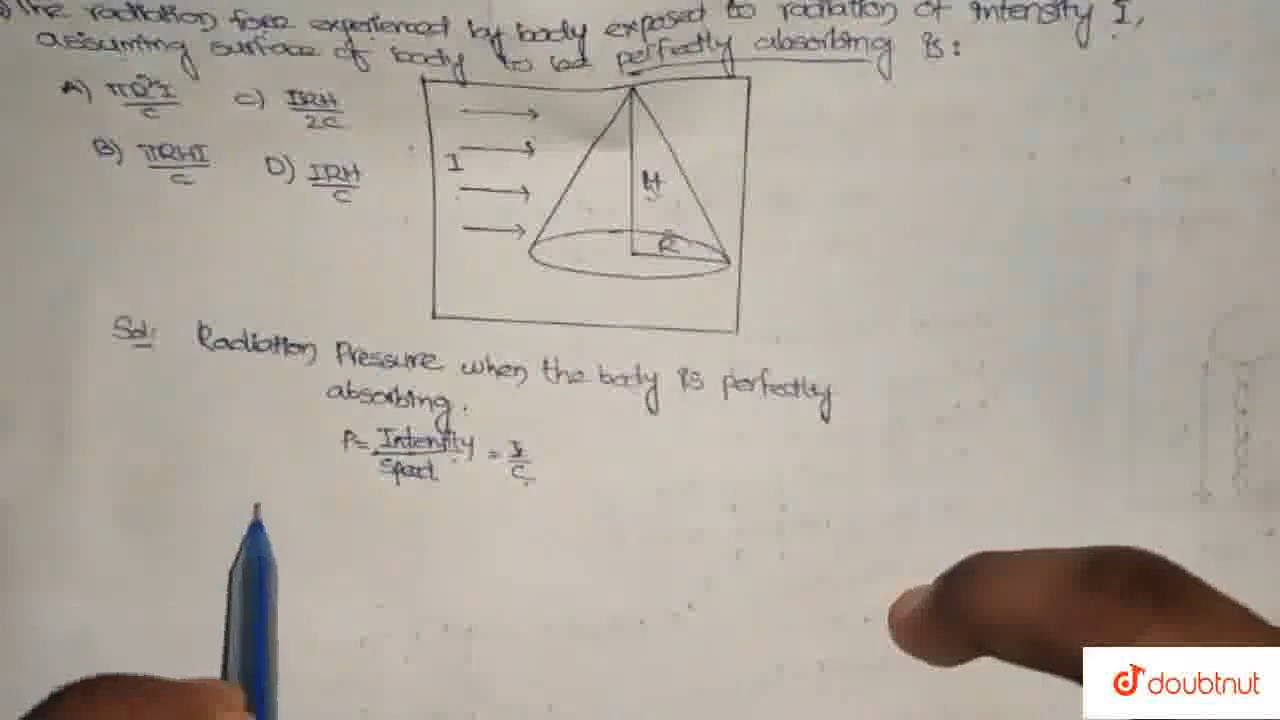 The radiation force experienced by body exposed to radiation of intensity I,
assuming surface of body to be perfectly absorbing is:
A) πR²I/C C) IRH/2C
B) πRHI/C D) IRH/C
I
H
R
Sol: Radiation Pressure when the body is perfectly
absorbing.
P = Intensity/Speed = I/C
doubtnut